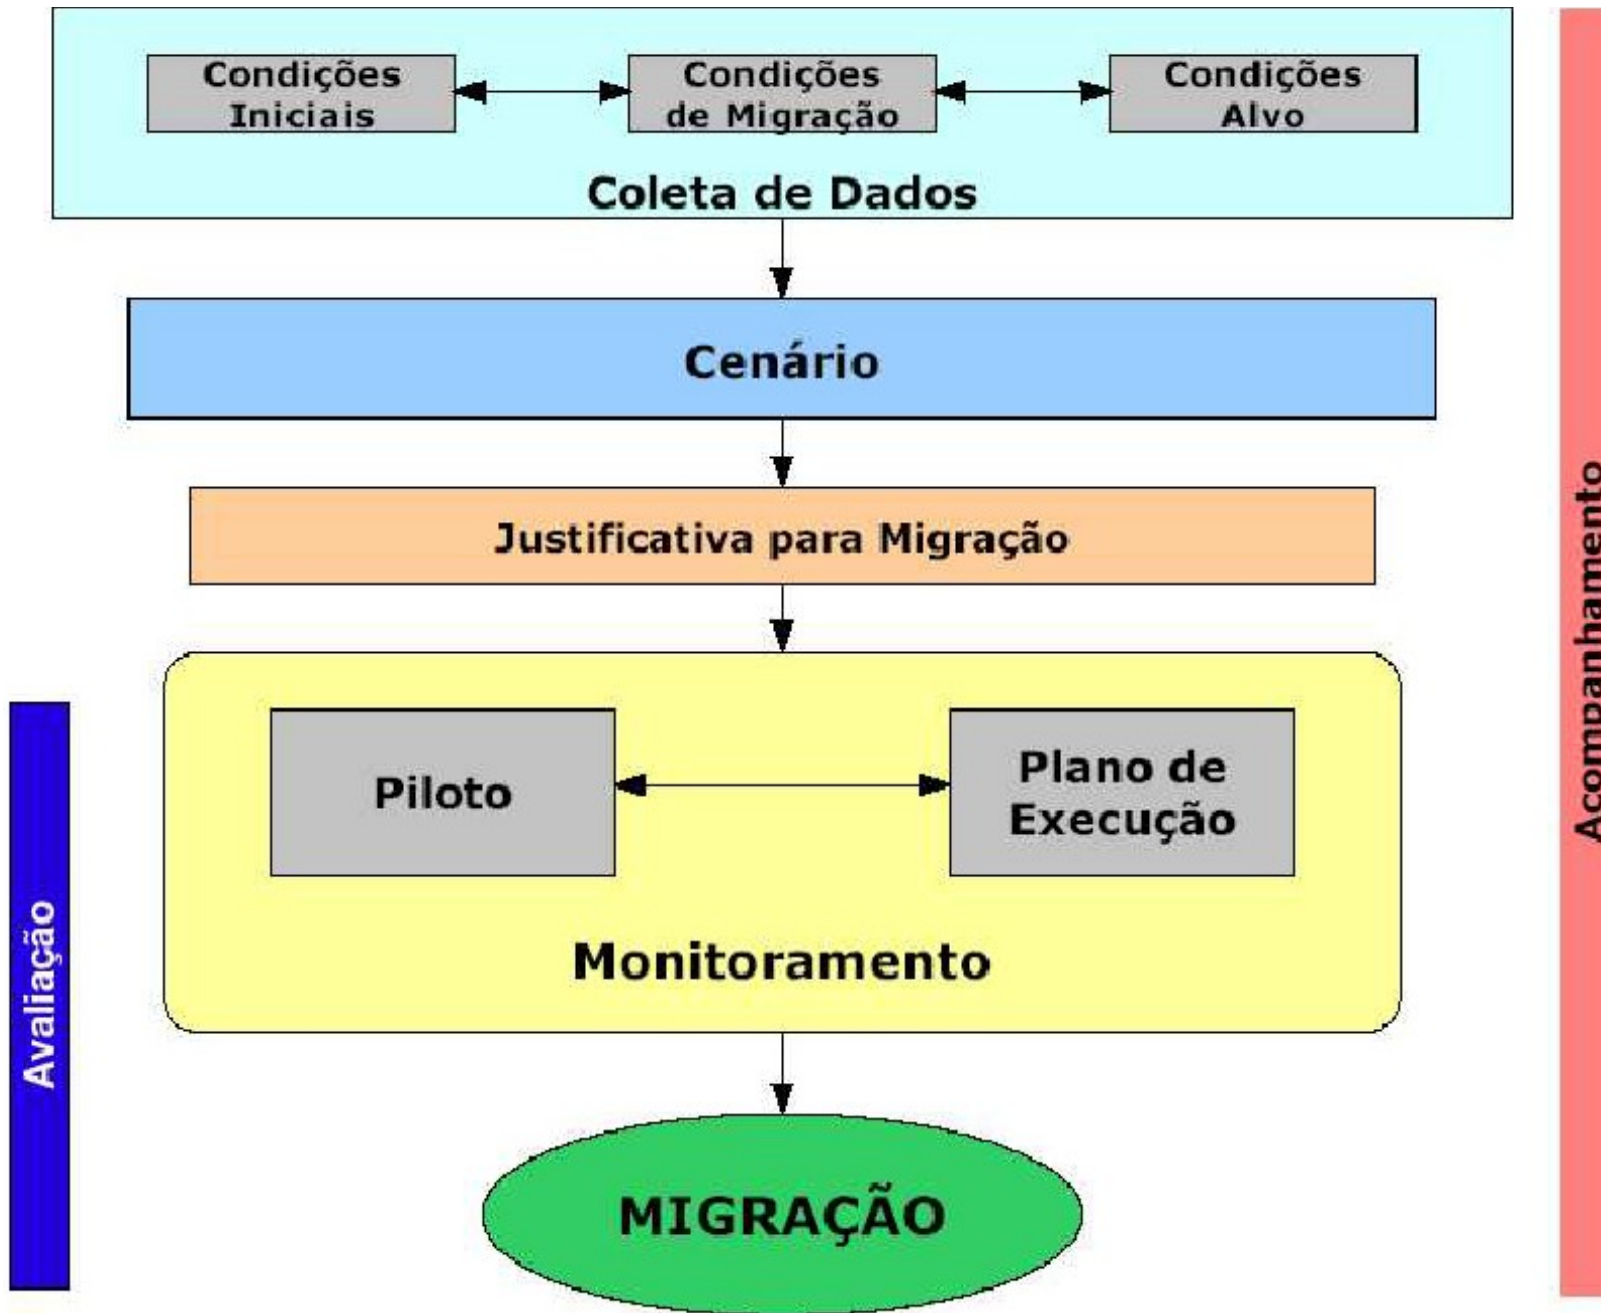 Condições
Iniciais
Condições
de Migração
Condições
Alvo
Coleta de Dados
Cenário
Justificativa para Migração
Piloto
Plano de
Execução
Monitoramento
MIGRAÇÃO
Avaliação
Acompanhamento